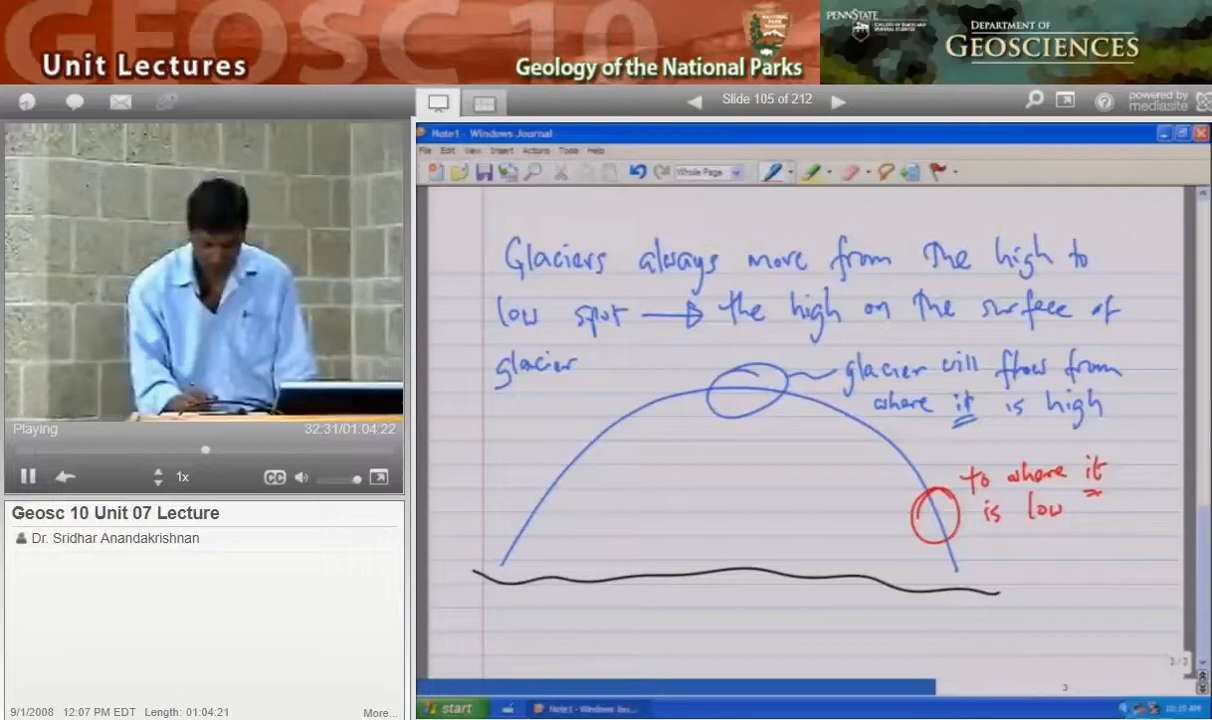 GEOSC 10
Unit Lectures
Geology of the National Parks
PENNSTATE
DEPARTMENT OF
GEOSCIENCES
Slide 105 of 212
powered by
mediasite
Note1 - Windows Journal
File Edit View Insert Actions Tools Help
Whole Page
Glaciers always move from the high to
low spot → the high on the surface of
glacier
glacier will flow from
where it is high
to where it
is low
2/3
3
Playing
32:31/01:04:22
1x
CC
Geosc 10 Unit 07 Lecture
Dr. Sridhar Anandakrishnan
9/1/2008 12:07 PM EDT Length: 01:04:21
More...
start
Note1 - Windows Jou...